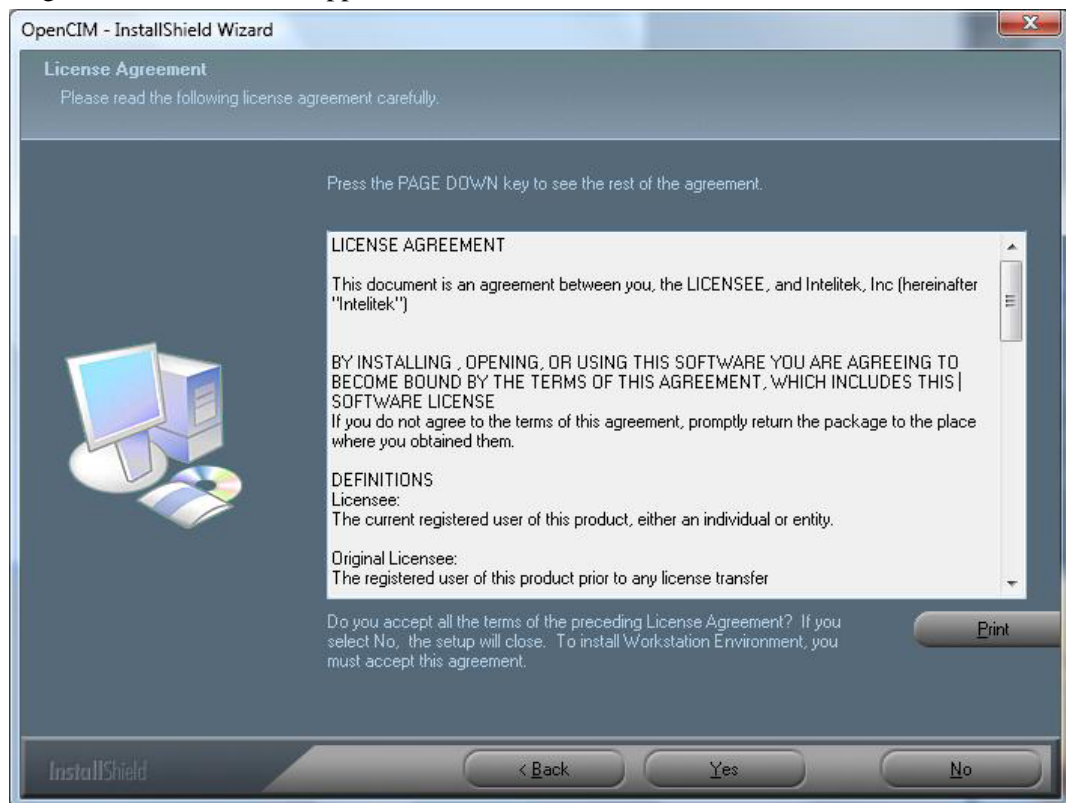 OpenCIM - InstallShield Wizard
License Agreement
Please read the following license agreement carefully.
Press the PAGE DOWN key to see the rest of the agreement.
LICENSE AGREEMENT
This document is an agreement between you, the LICENSEE, and Intelitek, Inc (hereinafter
"Intelitek")
BY INSTALLING , OPENING, OR USING THIS SOFTWARE YOU ARE AGREEING TO
BECOME BOUND BY THE TERMS OF THIS AGREEMENT, WHICH INCLUDES THIS
SOFTWARE LICENSE
If you do not agree to the terms of this agreement, promptly return the package to the place
where you obtained them.
DEFINITIONS
Licensee:
The current registered user of this product, either an individual or entity.
Original Licensee:
The registered user of this product prior to any license transfer
Do you accept all the terms of the preceding License Agreement? If you
select No, the setup will close. To install Workstation Environment, you
must accept this agreement.
Print
InstallShield
< Back
Yes
No